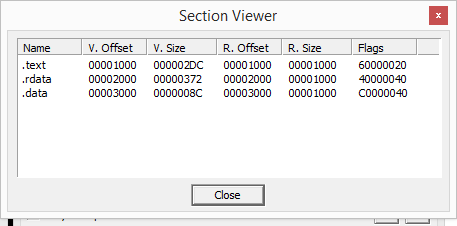 Section Viewer
x
Name V. Offset V. Size R. Offset R. Size Flags
.text 00001000 000002DC 00001000 00001000 60000020
.rdata 00002000 00000372 00002000 00001000 40000040
.data 00003000 0000008C 00003000 00001000 C0000040
Close